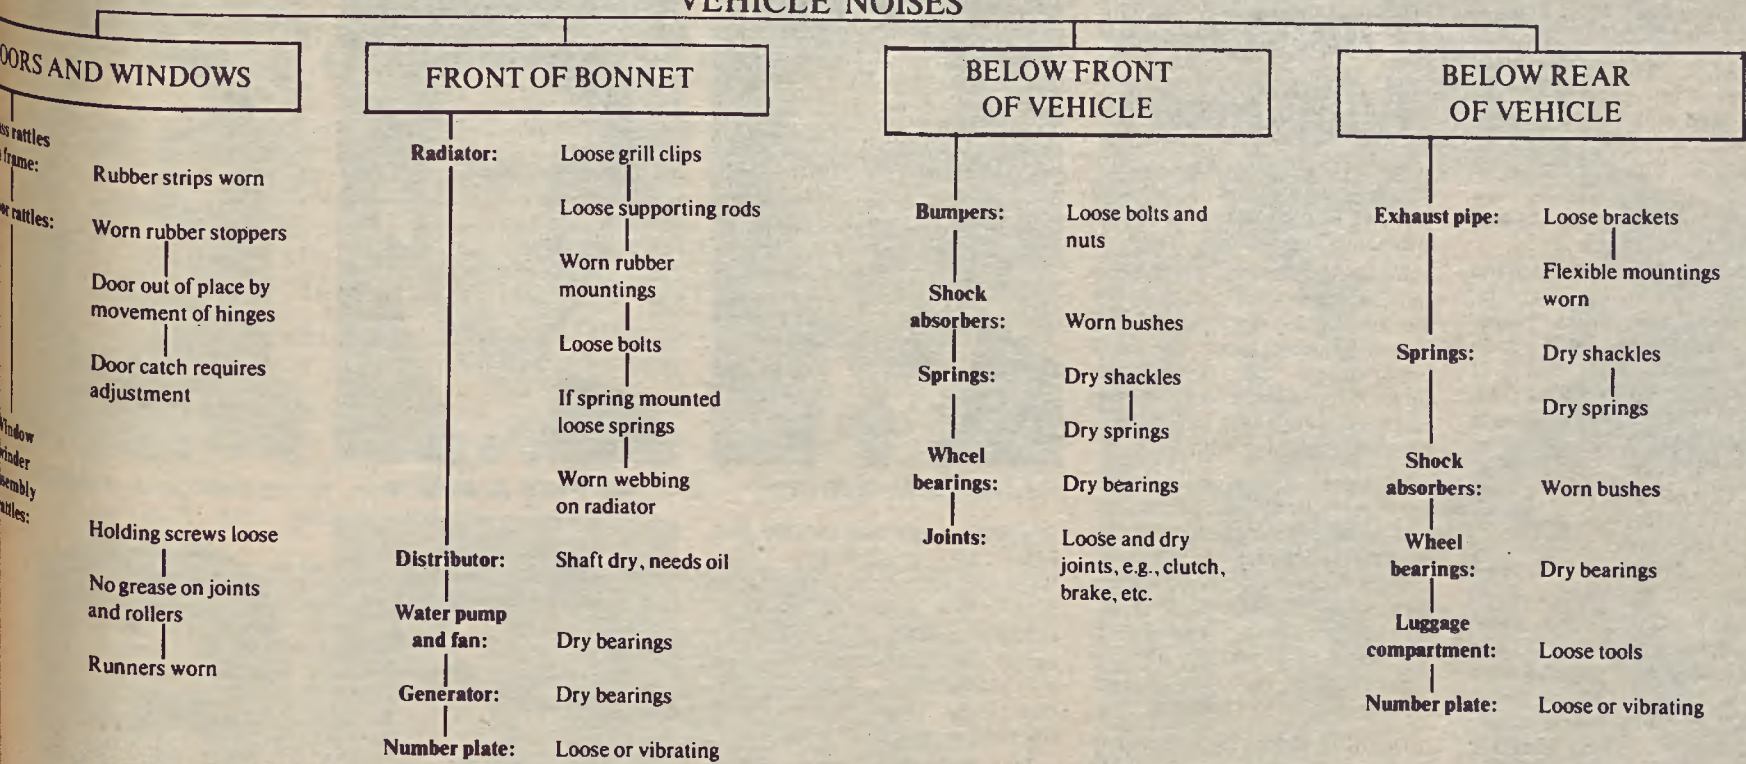 VEHICLE NOISES
AND WINDOWS
rattles
frame:
Rubber strips worn
rattles:
Worn rubber stoppers
Door out of place by
movement of hinges
Door catch requires
adjustment
Window
Holding screws loose
No grease on joints
and rollers
Runners worn
FRONT OF BONNET
Radiator: Loose grill clips
Loose supporting rods
Worn rubber
mountings
Loose bolts
If spring mounted
loose springs
Worn webbing
on radiator
Distributor: Shaft dry, needs oil
Water pump
and fan: Dry bearings
Generator: Dry bearings
Number plate: Loose or vibrating
BELOW FRONT
OF VEHICLE
Bumpers: Loose bolts and
nuts
Shock
absorbers: Worn bushes
Springs: Dry shackles
Dry springs
Wheel
bearings: Dry bearings
Joints: Loose and dry
joints, e.g., clutch,
brake, etc.
BELOW REAR
OF VEHICLE
Exhaust pipe: Loose brackets
Flexible mountings
worn
Springs: Dry shackles
Dry springs
Shock
absorbers: Worn bushes
Wheel
bearings: Dry bearings
Luggage
compartment: Loose tools
Number plate: Loose or vibrating